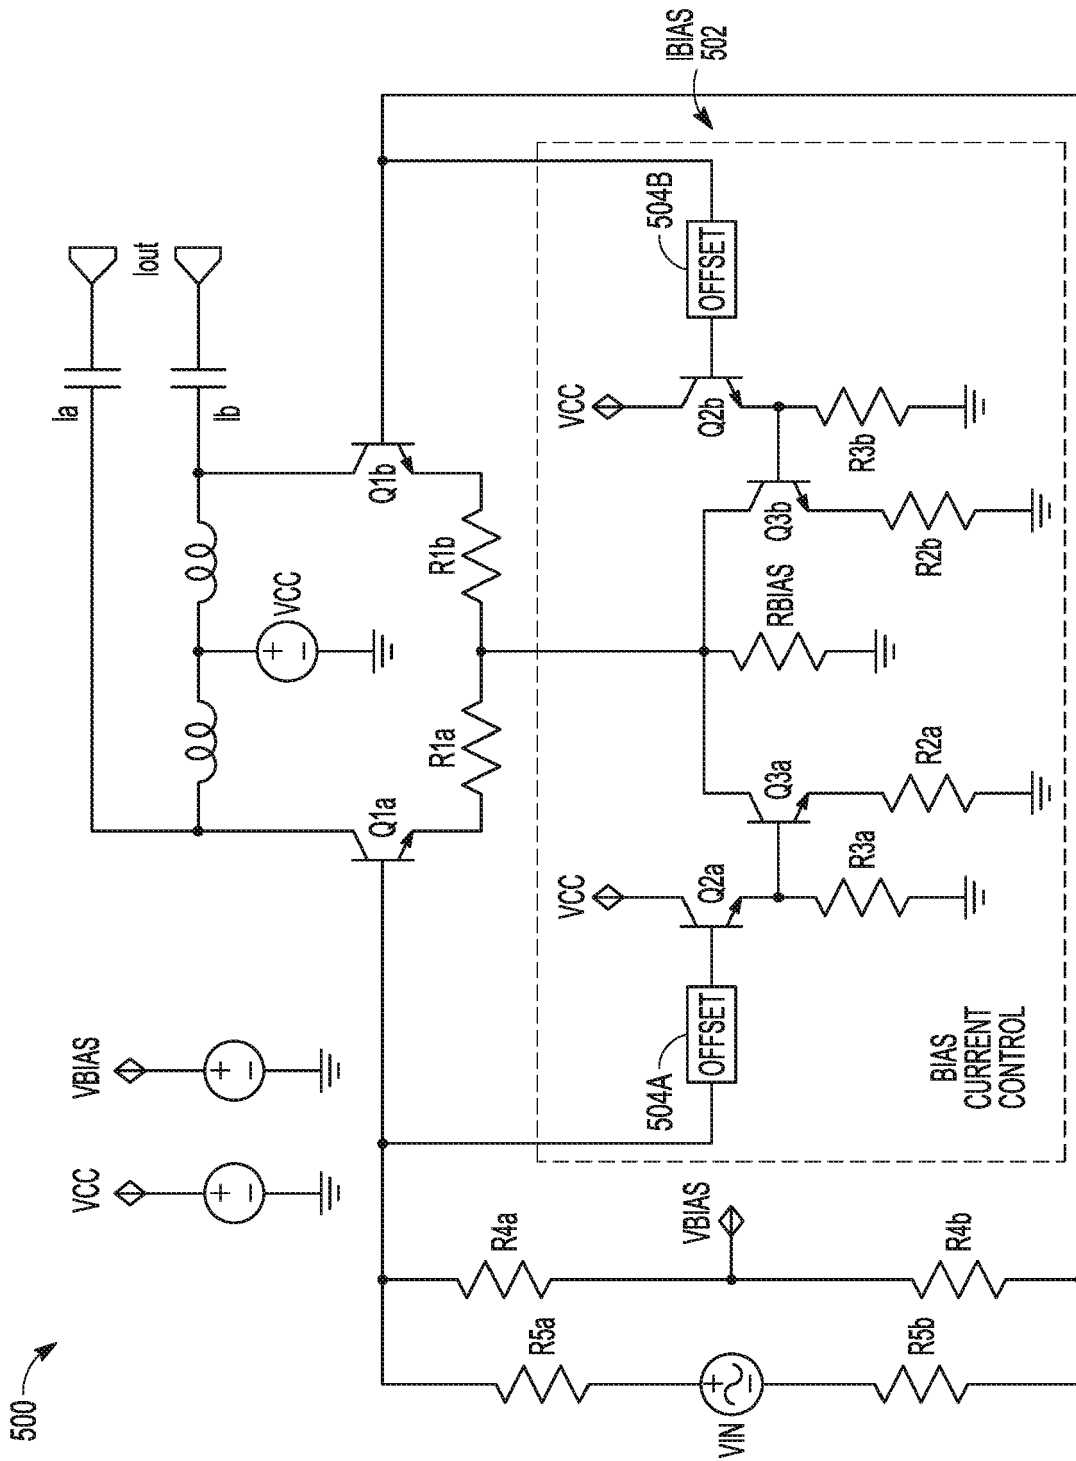 500
VCC
VBIAS
Ia
Iout
Ib
VCC
Q1a
Q1b
R1a
R1b
IBIAS
502
504A
OFFSET
VCC
Q2a
R3a
Q3a
R2a
RBIAS
Q3b
R2b
VCC
Q2b
R3b
504B
OFFSET
BIAS
CURRENT
CONTROL
R5a
R4a
VIN
VBIAS
R5b
R4b